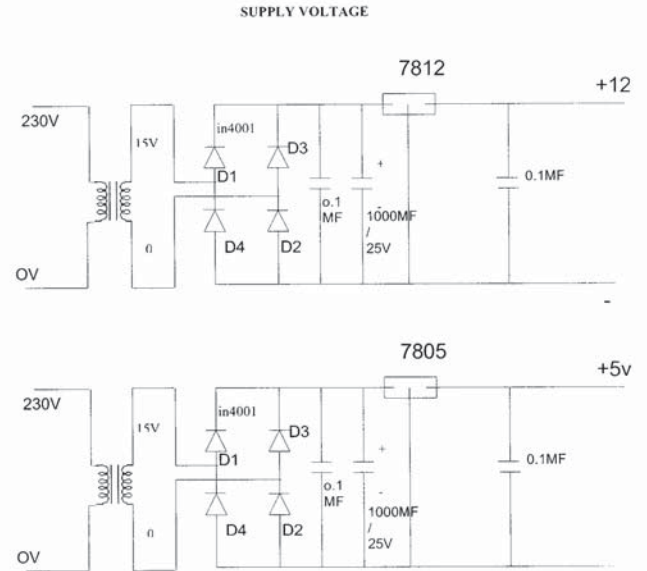 SUPPLY VOLTAGE
7812
+12
230V
15V
in4001
D3
D1
o.1
MF
+
-
1000MF
/
25V
0.1MF
0
D4
D2
OV
-
7805
+5v
230V
15V
in4001
D3
D1
o.1
MF
+
-
1000MF
/
25V
0.1MF
0
D4
D2
OV